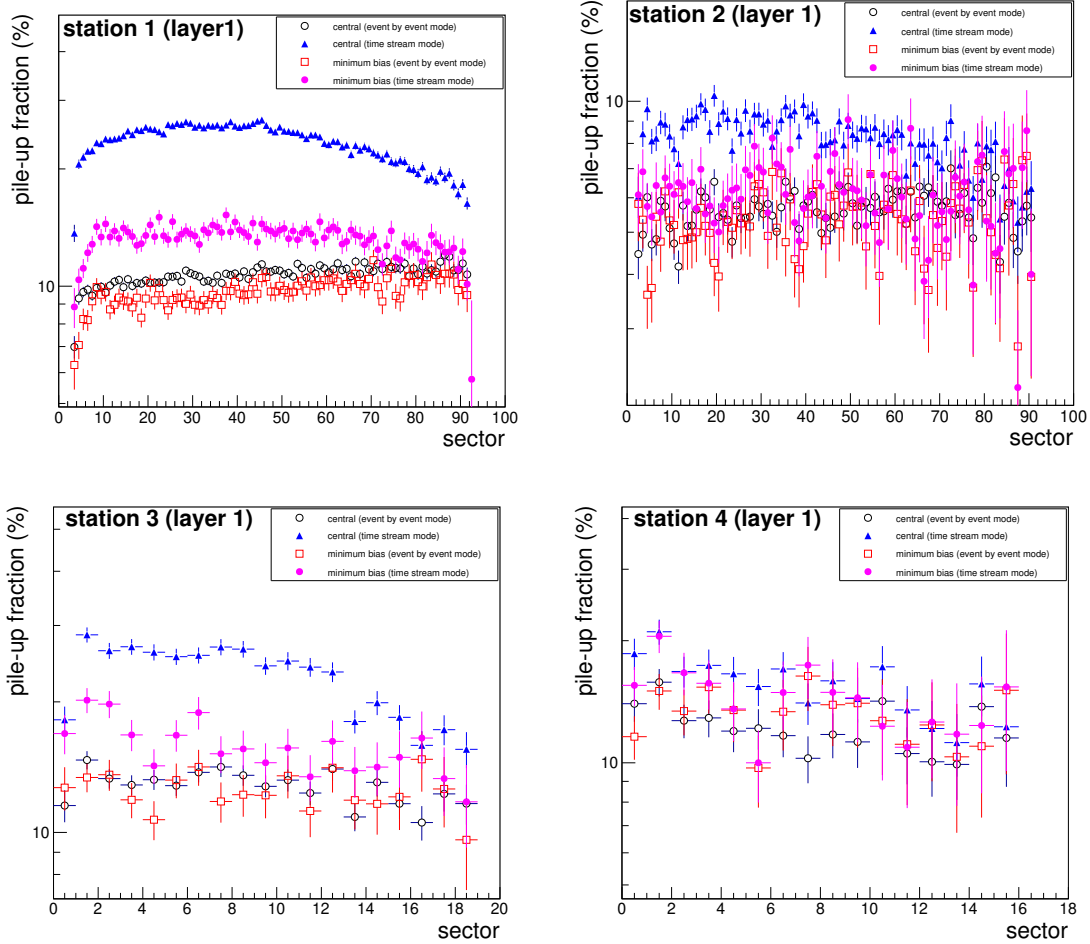 station 1 (layer1)
central (event by event mode)
central (time stream mode)
minimum bias (event by event mode)
minimum bias (time stream mode)
pile-up fraction (%)
10
0 10 20 30 40 50 60 70 80 90 100
sector
station 2 (layer 1)
central (event by event mode)
central (time stream mode)
minimum bias (event by event mode)
minimum bias (time stream mode)
pile-up fraction (%)
10
0 10 20 30 40 50 60 70 80 90 100
sector
station 3 (layer 1)
central (event by event mode)
central (time stream mode)
minimum bias (event by event mode)
minimum bias (time stream mode)
pile-up fraction (%)
10
0 2 4 6 8 10 12 14 16 18 20
sector
station 4 (layer 1)
central (event by event mode)
central (time stream mode)
minimum bias (event by event mode)
minimum bias (time stream mode)
pile-up fraction (%)
10
0 2 4 6 8 10 12 14 16 18
sector